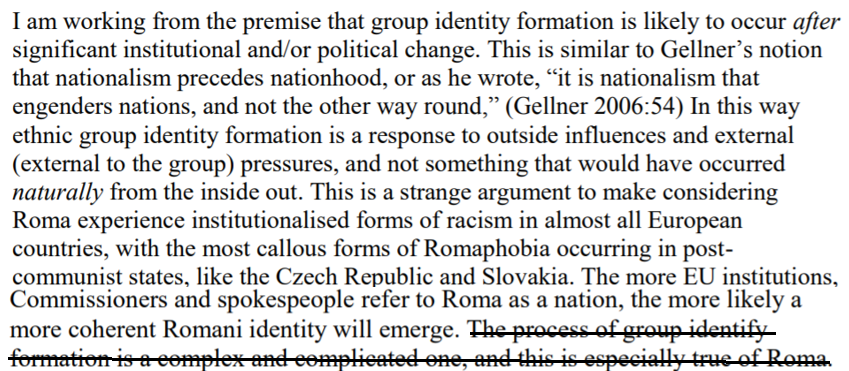 I am working from the premise that group identity formation is likely to occur after
significant institutional and/or political change. This is similar to Gellner’s notion
that nationalism precedes nationhood, or as he wrote, “it is nationalism that
engenders nations, and not the other way round,” (Gellner 2006:54) In this way
ethnic group identity formation is a response to outside influences and external
(external to the group) pressures, and not something that would have occurred
naturally from the inside out. This is a strange argument to make considering
Roma experience institutionalised forms of racism in almost all European
countries, with the most callous forms of Romaphobia occurring in post-
communist states, like the Czech Republic and Slovakia. The more EU institutions,
Commissioners and spokespeople refer to Roma as a nation, the more likely a
more coherent Romani identity will emerge. The process of group identify
formation is a complex and complicated one, and this is especially true of Roma.